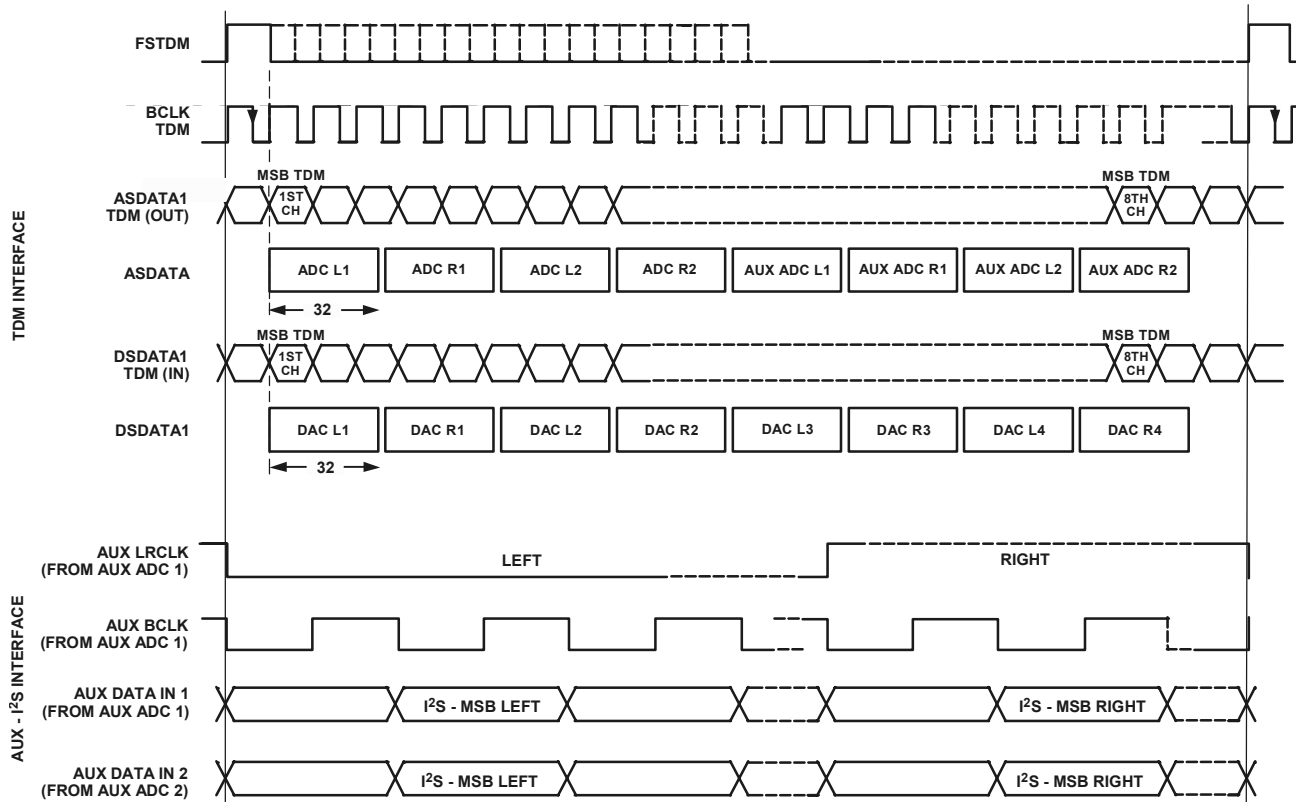 FSTDM
BCLK
TDM
TDM INTERFACE
MSB TDM
MSB TDM
ASDATA1
TDM (OUT)
1ST
CH
8TH
CH
ASDATA
ADC L1
ADC R1
ADC L2
ADC R2
AUX ADC L1
AUX ADC R1
AUX ADC L2
AUX ADC R2
32
MSB TDM
MSB TDM
DSDATA1
TDM (IN)
1ST
CH
8TH
CH
DSDATA1
DAC L1
DAC R1
DAC L2
DAC R2
DAC L3
DAC R3
DAC L4
DAC R4
32
AUX - I²S INTERFACE
AUX LRCLK
(FROM AUX ADC 1)
LEFT
RIGHT
AUX BCLK
(FROM AUX ADC 1)
AUX DATA IN 1
(FROM AUX ADC 1)
I²S - MSB LEFT
I²S - MSB RIGHT
AUX DATA IN 2
(FROM AUX ADC 2)
I²S - MSB LEFT
I²S - MSB RIGHT